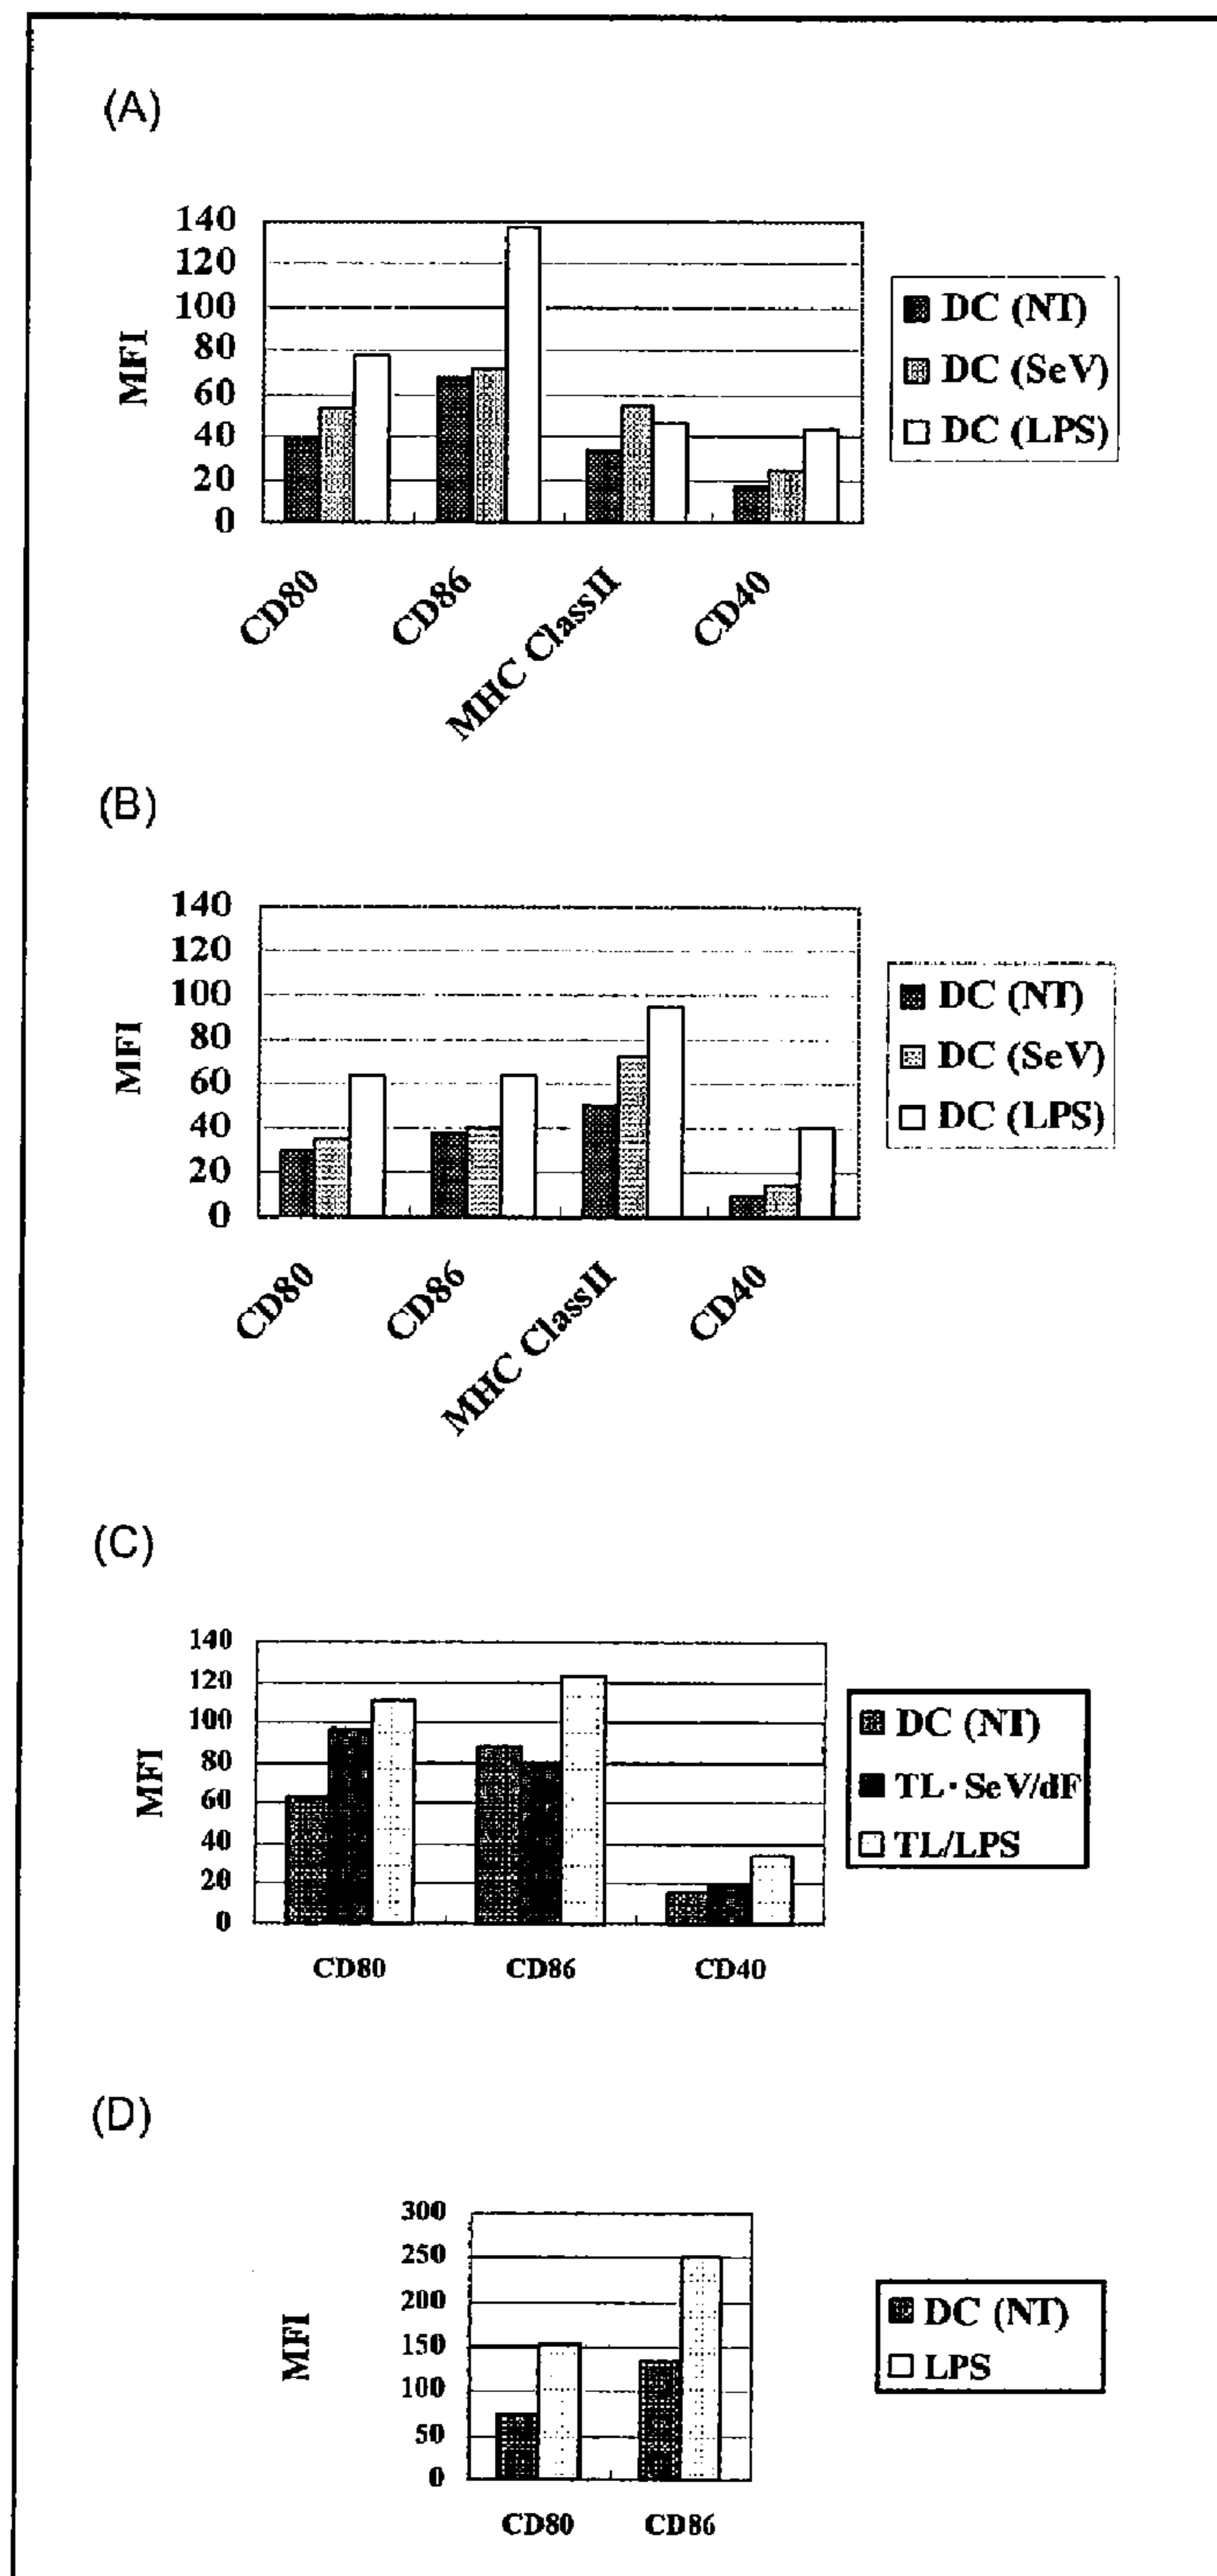 (A)
140
120
100
80
60
40
20
0
MFI
CD80
CD86
MHC ClassII
CD40
DC (NT)
DC (SeV)
DC (LPS)
(B)
140
120
100
80
60
40
20
0
MFI
CD80
CD86
MHC ClassII
CD40
DC (NT)
DC (SeV)
DC (LPS)
(C)
140
120
100
80
60
40
20
0
MFI
CD80
CD86
CD40
DC (NT)
TL·SeV/dF
TL/LPS
(D)
300
250
200
150
100
50
0
MFI
CD80
CD86
DC (NT)
LPS